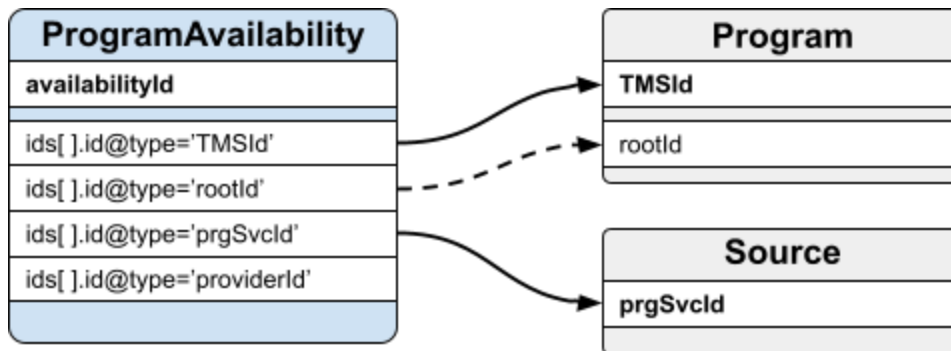 ProgramAvailability
availabilityId
ids[ ].id@type=’TMSId’
ids[ ].id@type=’rootId’
ids[ ].id@type=’prgSvcId’
ids[ ].id@type=’providerId’
Program
TMSId
rootId
Source
prgSvcId